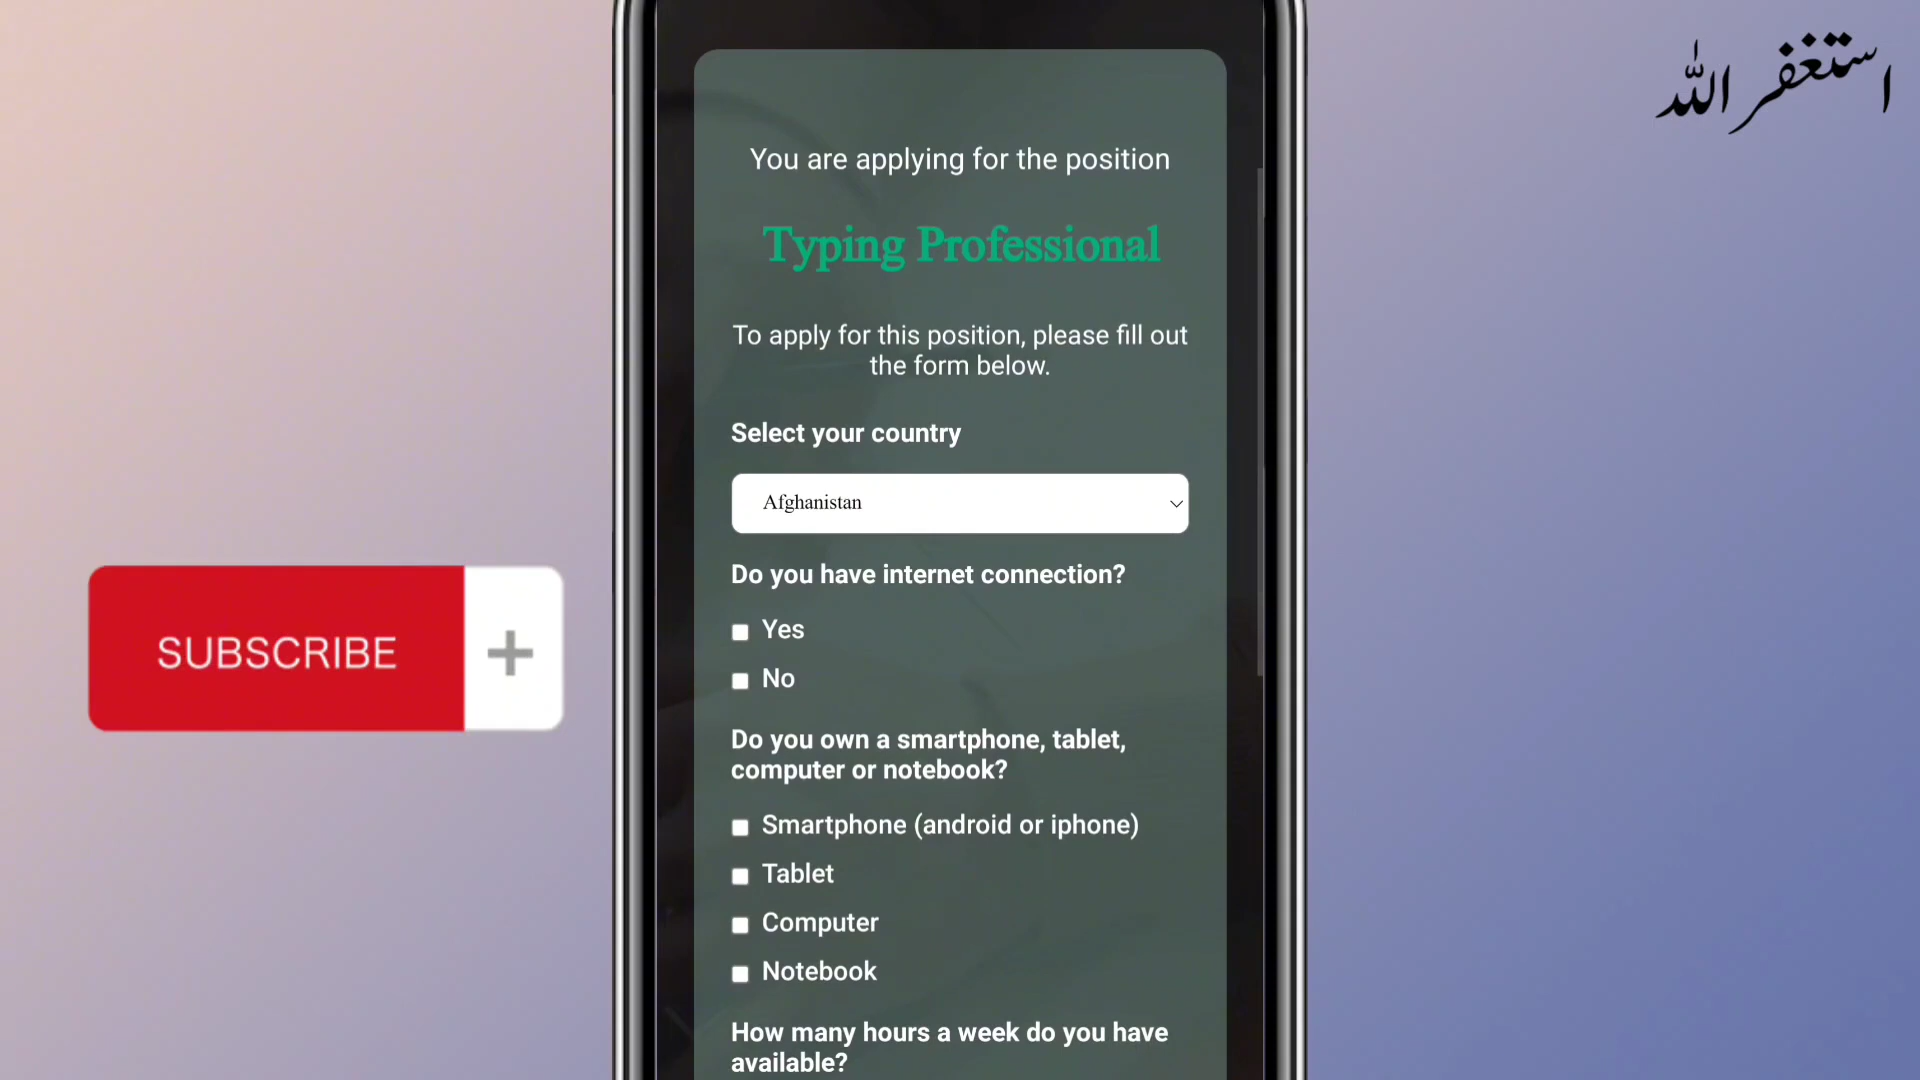 استغفر الله
You are applying for the position
Typing Professional
To apply for this position, please fill out
the form below.
Select your country
Afghanistan
Do you have internet connection?
Yes
No
Do you own a smartphone, tablet,
computer or notebook?
Smartphone (android or iphone)
Tablet
Computer
Notebook
How many hours a week do you have
available?
SUBSCRIBE
+